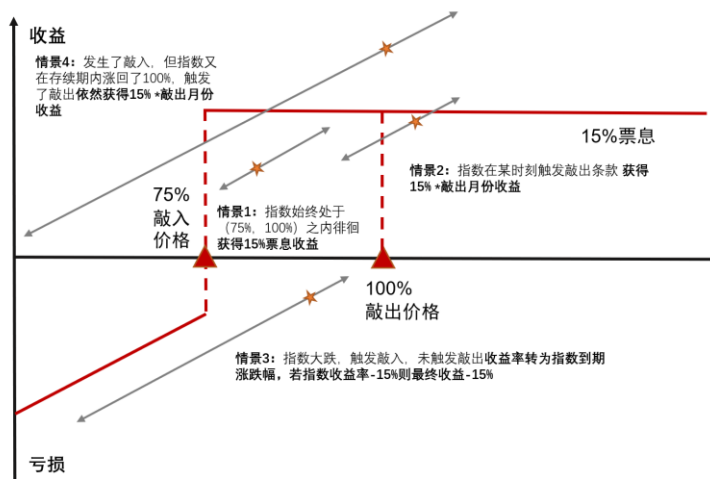 收益
情景4：发生了敲入，但指数又
在存续期内涨回了100%，触发
了敲出依然获得15% *敲出月份
收益
15%票息
75%
敲入
价格
情景2：指数在某时刻触发敲出条款 获得
15% *敲出月份收益
情景1：指数始终处于
（75%，100%）之内徘徊
获得15%票息收益
100%
敲出价格
情景3：指数大跌，触发敲入，未触发敲出收益率转为指数到期
涨跌幅，若指数收益率-15%则最终收益-15%
亏损